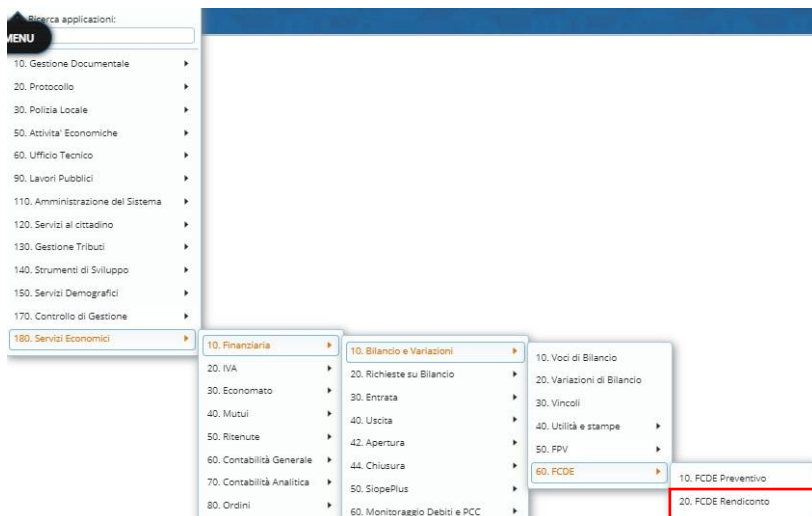 Ricerca applicazioni:
MENU
10. Gestione Documentale
20. Protocollo
30. Polizia Locale
50. Attivita' Economiche
60. Ufficio Tecnico
90. Lavori Pubblici
110. Amministrazione del Sistema
120. Servizi al cittadino
130. Gestione Tributi
140. Strumenti di Sviluppo
150. Servizi Demografici
170. Controllo di Gestione
180. Servizi Economici
10. Finanziaria
20. IVA
30. Economato
40. Mutui
50. Ritenute
60. Contabilità Generale
70. Contabilità Analitica
80. Ordini
10. Bilancio e Variazioni
20. Richieste su Bilancio
30. Entrata
40. Uscita
42. Apertura
44. Chiusura
50. SiopePlus
60. Monitoraggio Debiti e PCC
10. Voci di Bilancio
20. Variazioni di Bilancio
30. Vincoli
40. Utilità e stampe
50. FPV
60. FCDE
10. FCDE Preventivo
20. FCDE Rendiconto